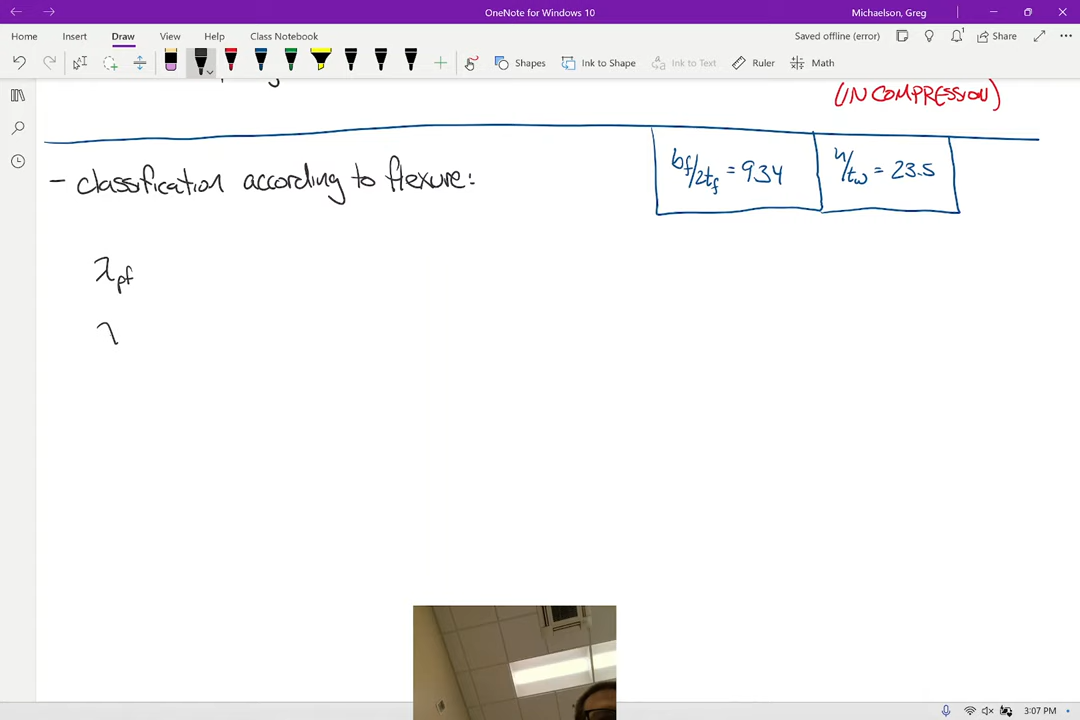 OneNote for Windows 10
Michaelson, Greg
Home Insert Draw View Help Class Notebook
Saved offline (error)
Share
Shapes
Ink to Shape
Ink to Text
Ruler
Math
(IN COMPRESSION)
- classification according to flexure:
bf/2tf = 9.34
h/tw = 23.5
λpf
λ
3:07 PM